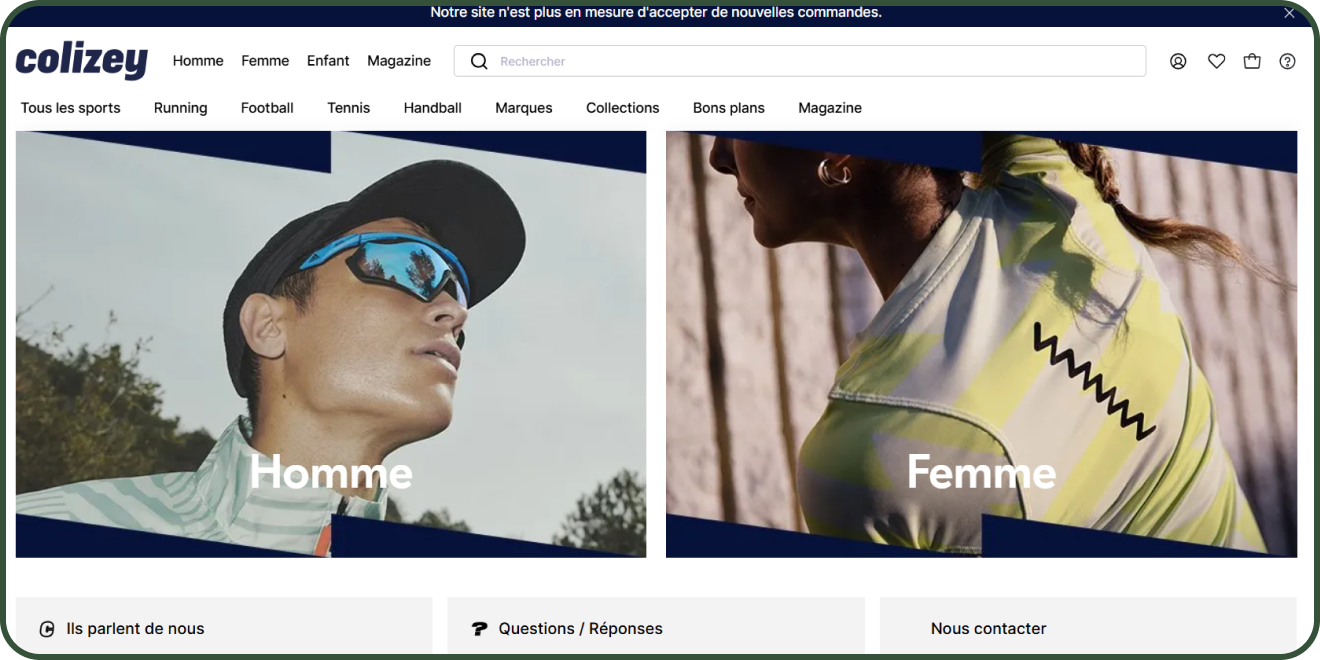 Notre site n'est plus en mesure d'accepter de nouvelles commandes.
colizey Homme Femme Enfant Magazine Rechercher
Tous les sports Running Football Tennis Handball Marques Collections Bons plans Magazine
Homme Femme
Ils parlent de nous Questions / Réponses Nous contacter